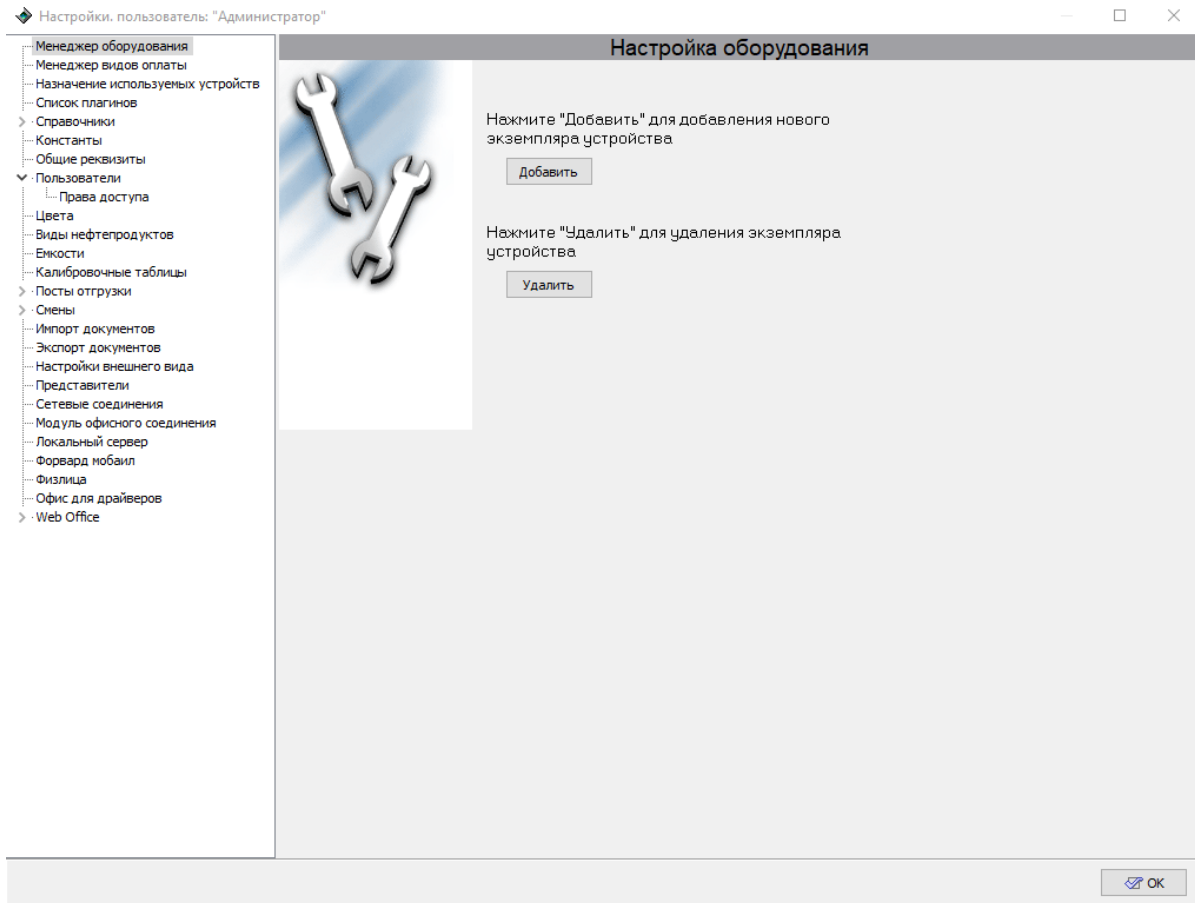 Настройки. пользователь: "Администратор"
Менеджер оборудования
Менеджер видов оплаты
Назначение используемых устройств
Список плагинов
Справочники
Константы
Общие реквизиты
Пользователи
Права доступа
Цвета
Виды нефтепродуктов
Емкости
Калибровочные таблицы
Посты отгрузки
Смены
Импорт документов
Экспорт документов
Настройки внешнего вида
Представители
Сетевые соединения
Модуль офисного соединения
Локальный сервер
Форвард мобаил
Физлица
Офис для драйверов
Web Office
Настройка оборудования
Нажмите "Добавить" для добавления нового
экземпляра устройства
Добавить
Нажмите "Удалить" для удаления экземпляра
устройства
Удалить
OK